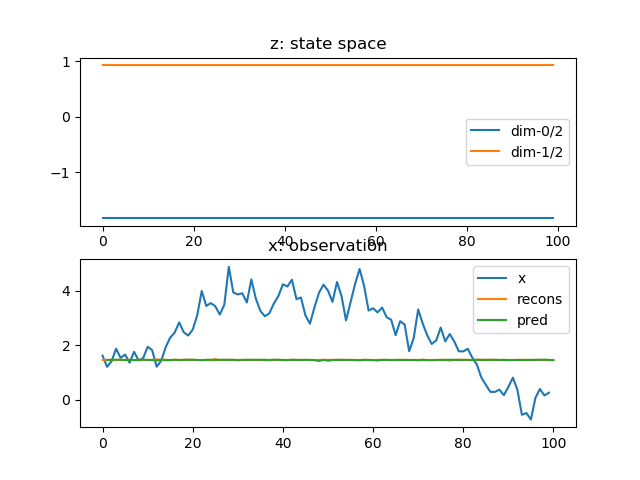 z: state space
1
0
−1
dim-0/2
dim-1/2
0 20 40 60 80 100
x: observation
4
2
0
x
recons
pred
0 20 40 60 80 100